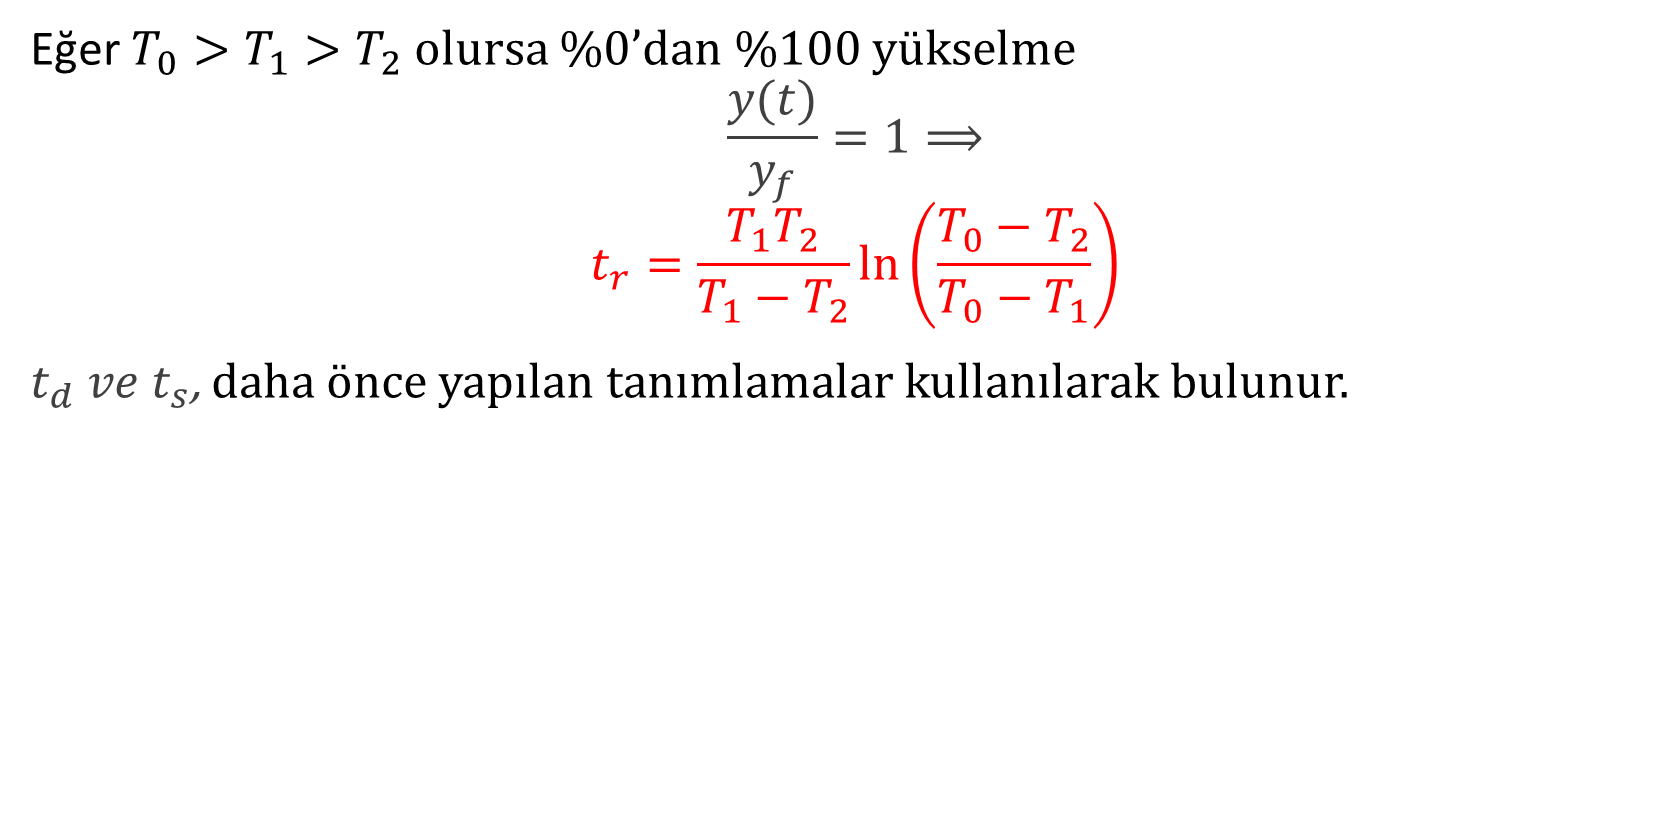 Eğer T₀ > T₁ > T₂ olursa %0’dan %100 yükselme
y(t)/y_f = 1 ⟹
t_r = T₁T₂/(T₁ − T₂) ln((T₀ − T₂)/(T₀ − T₁))
t_d ve t_s, daha önce yapılan tanımlamalar kullanılarak bulunur.